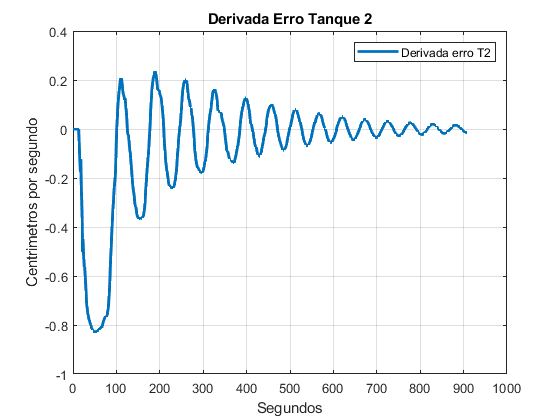 Derivada Erro Tanque 2
Derivada erro T2
Centrimetros por segundo
0.4
0.2
0
-0.2
-0.4
-0.6
-0.8
-1
0 100 200 300 400 500 600 700 800 900 1000
Segundos